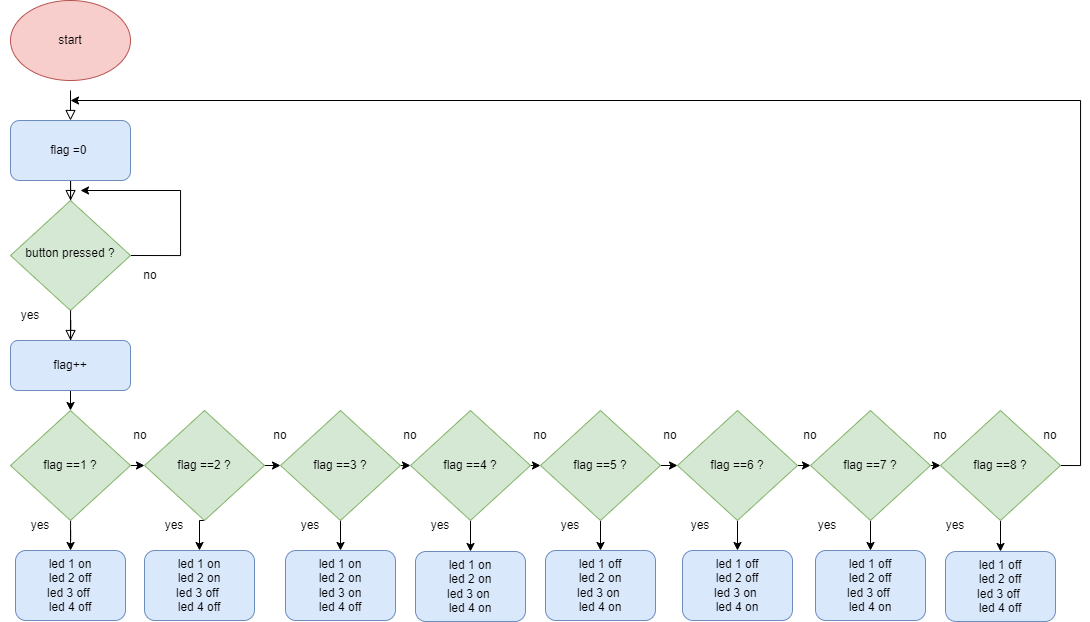 start
flag =0
button pressed ?
no
yes
flag++
no
no
no
no
no
no
no
no
flag ==1 ?
flag ==2 ?
flag ==3 ?
flag ==4 ?
flag ==5 ?
flag ==6 ?
flag ==7 ?
flag ==8 ?
yes
yes
yes
yes
yes
yes
yes
yes
led 1 on
led 2 off
led 3 off
led 4 off
led 1 on
led 2 on
led 3 off
led 4 off
led 1 on
led 2 on
led 3 on
led 4 off
led 1 on
led 2 on
led 3 on
led 4 on
led 1 off
led 2 on
led 3 on
led 4 on
led 1 off
led 2 off
led 3 on
led 4 on
led 1 off
led 2 off
led 3 off
led 4 on
led 1 off
led 2 off
led 3 off
led 4 off